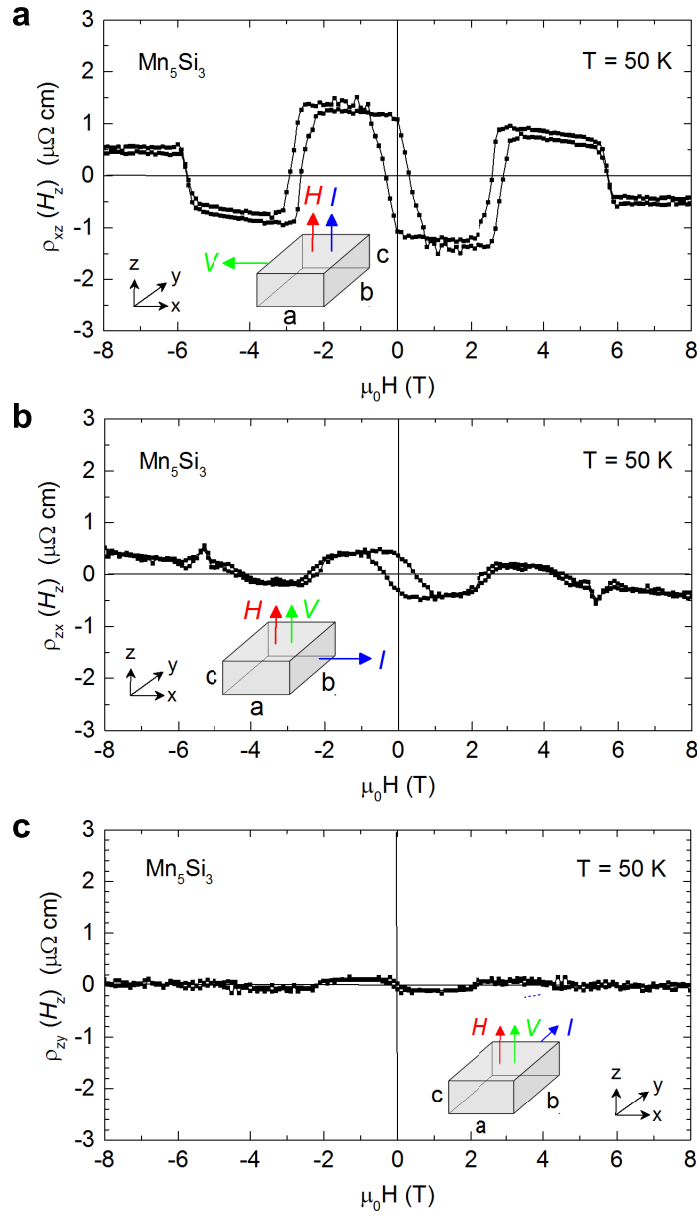 a
Mn₅Si₃
T = 50 K
ρxz (Hz) (μΩ cm)
3
2
1
0
-1
-2
-3
H I
V
c
b
a
z
y
x
-8 -6 -4 -2 0 2 4 6 8
μ₀H (T)
b
Mn₅Si₃
T = 50 K
ρzx (Hz) (μΩ cm)
3
2
1
0
-1
-2
-3
H V
I
c
b
a
z
y
x
-8 -6 -4 -2 0 2 4 6 8
μ₀H (T)
c
Mn₅Si₃
T = 50 K
ρzy (Hz) (μΩ cm)
3
2
1
0
-1
-2
-3
H V I
c
b
a
z
y
x
-8 -6 -4 -2 0 2 4 6 8
μ₀H (T)